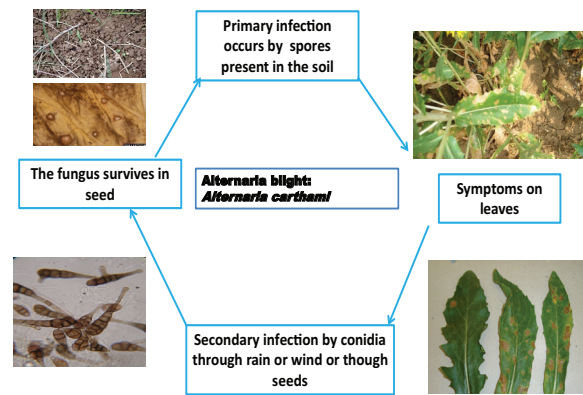 Primary infection
occurs by spores
present in the soil
The fungus survives in
seed
Alternaria blight:
Alternaria carthami
Symptoms on
leaves
Secondary infection by conidia
through rain or wind or though
seeds